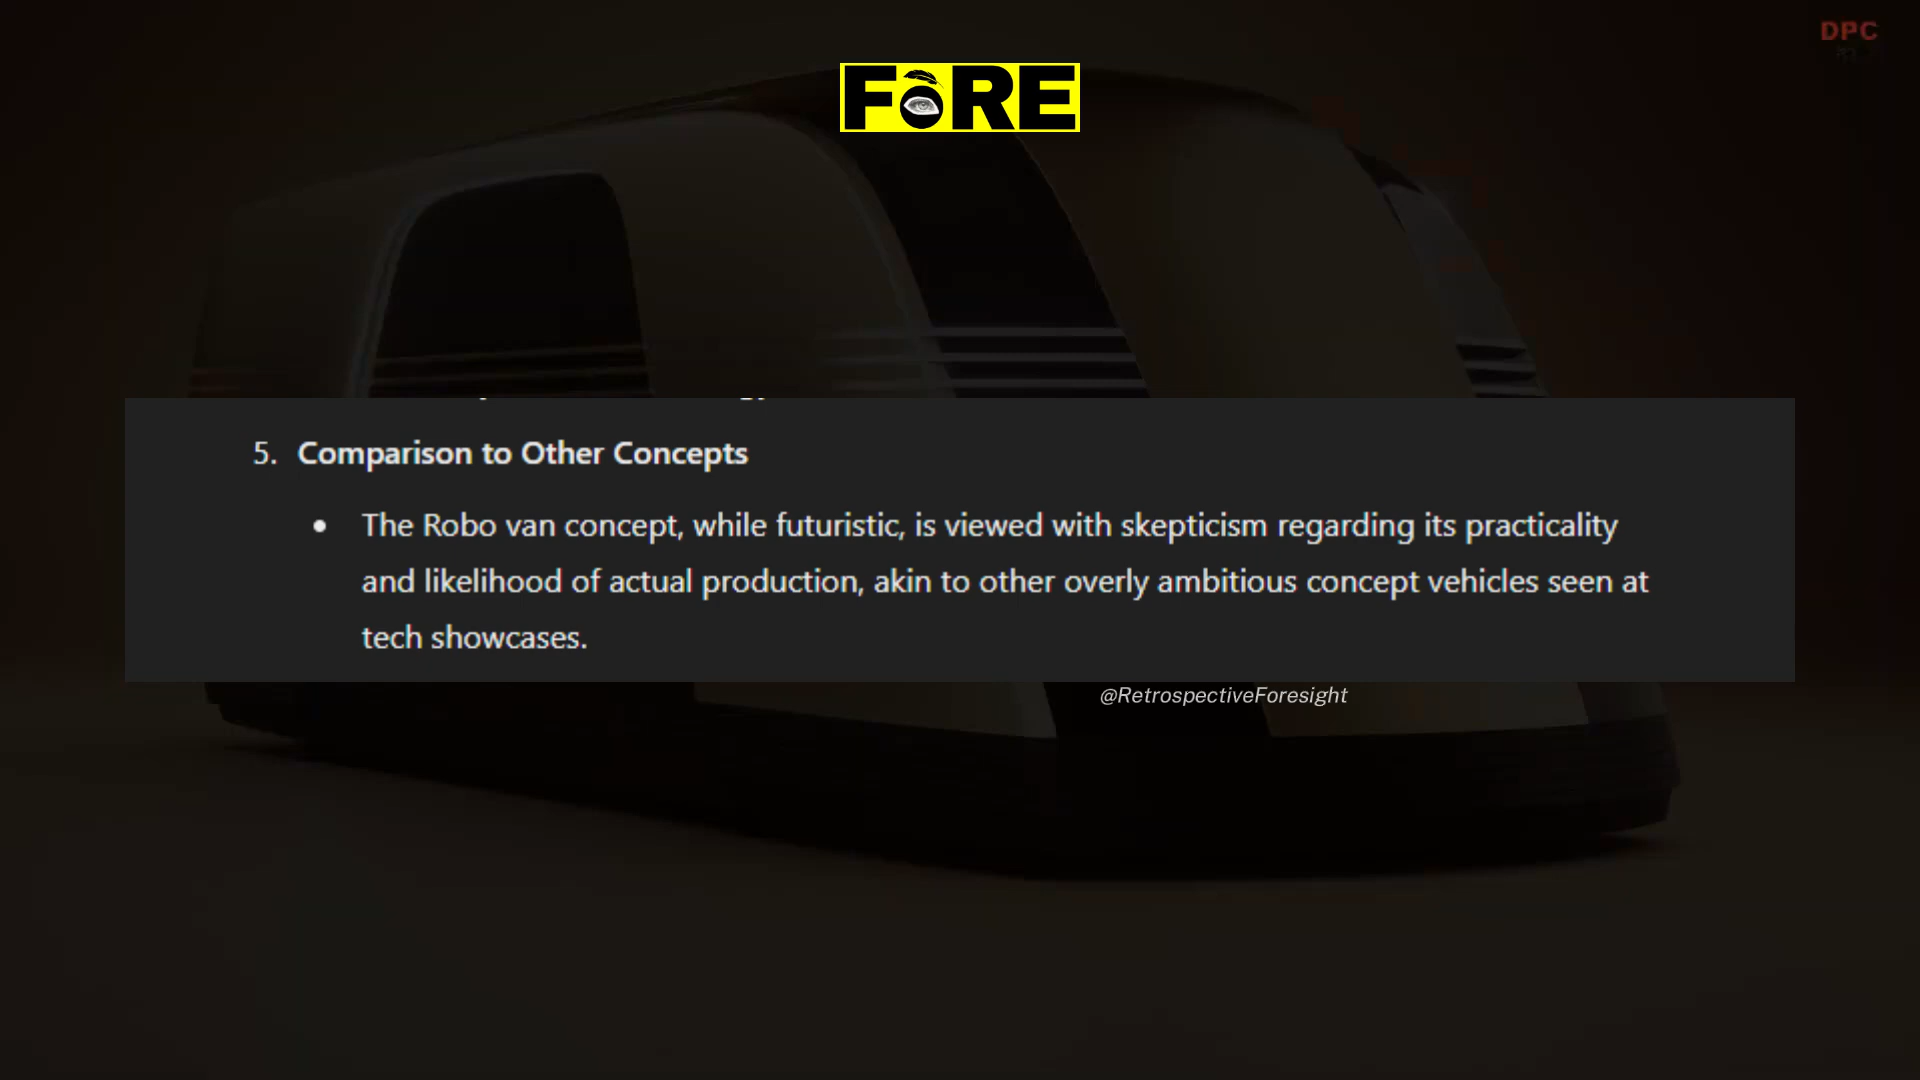 DPC
FORE
5. Comparison to Other Concepts
• The Robo van concept, while futuristic, is viewed with skepticism regarding its practicality
and likelihood of actual production, akin to other overly ambitious concept vehicles seen at
tech showcases.
@RetrospectiveForesight